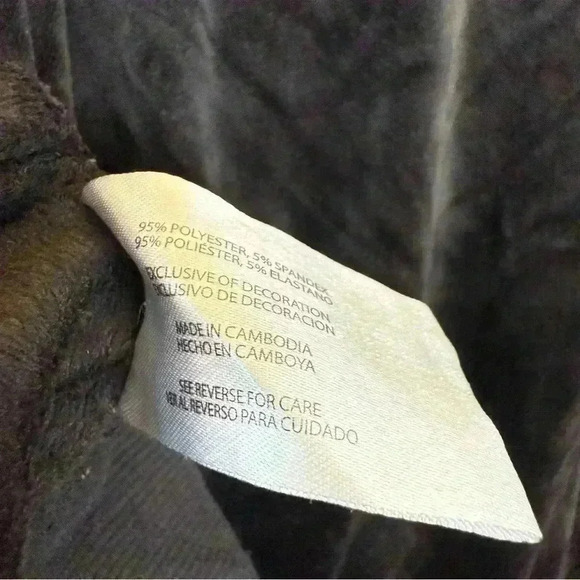 95% POLYESTER, 5% SPANDEX
95% POLIÉSTER, 5% ELASTANO
EXCLUSIVE OF DECORATION
EXCLUSIVO DE DECORACION
MADE IN CAMBODIA
HECHO EN CAMBOYA
SEE REVERSE FOR CARE
VER AL REVERSO PARA CUIDADO